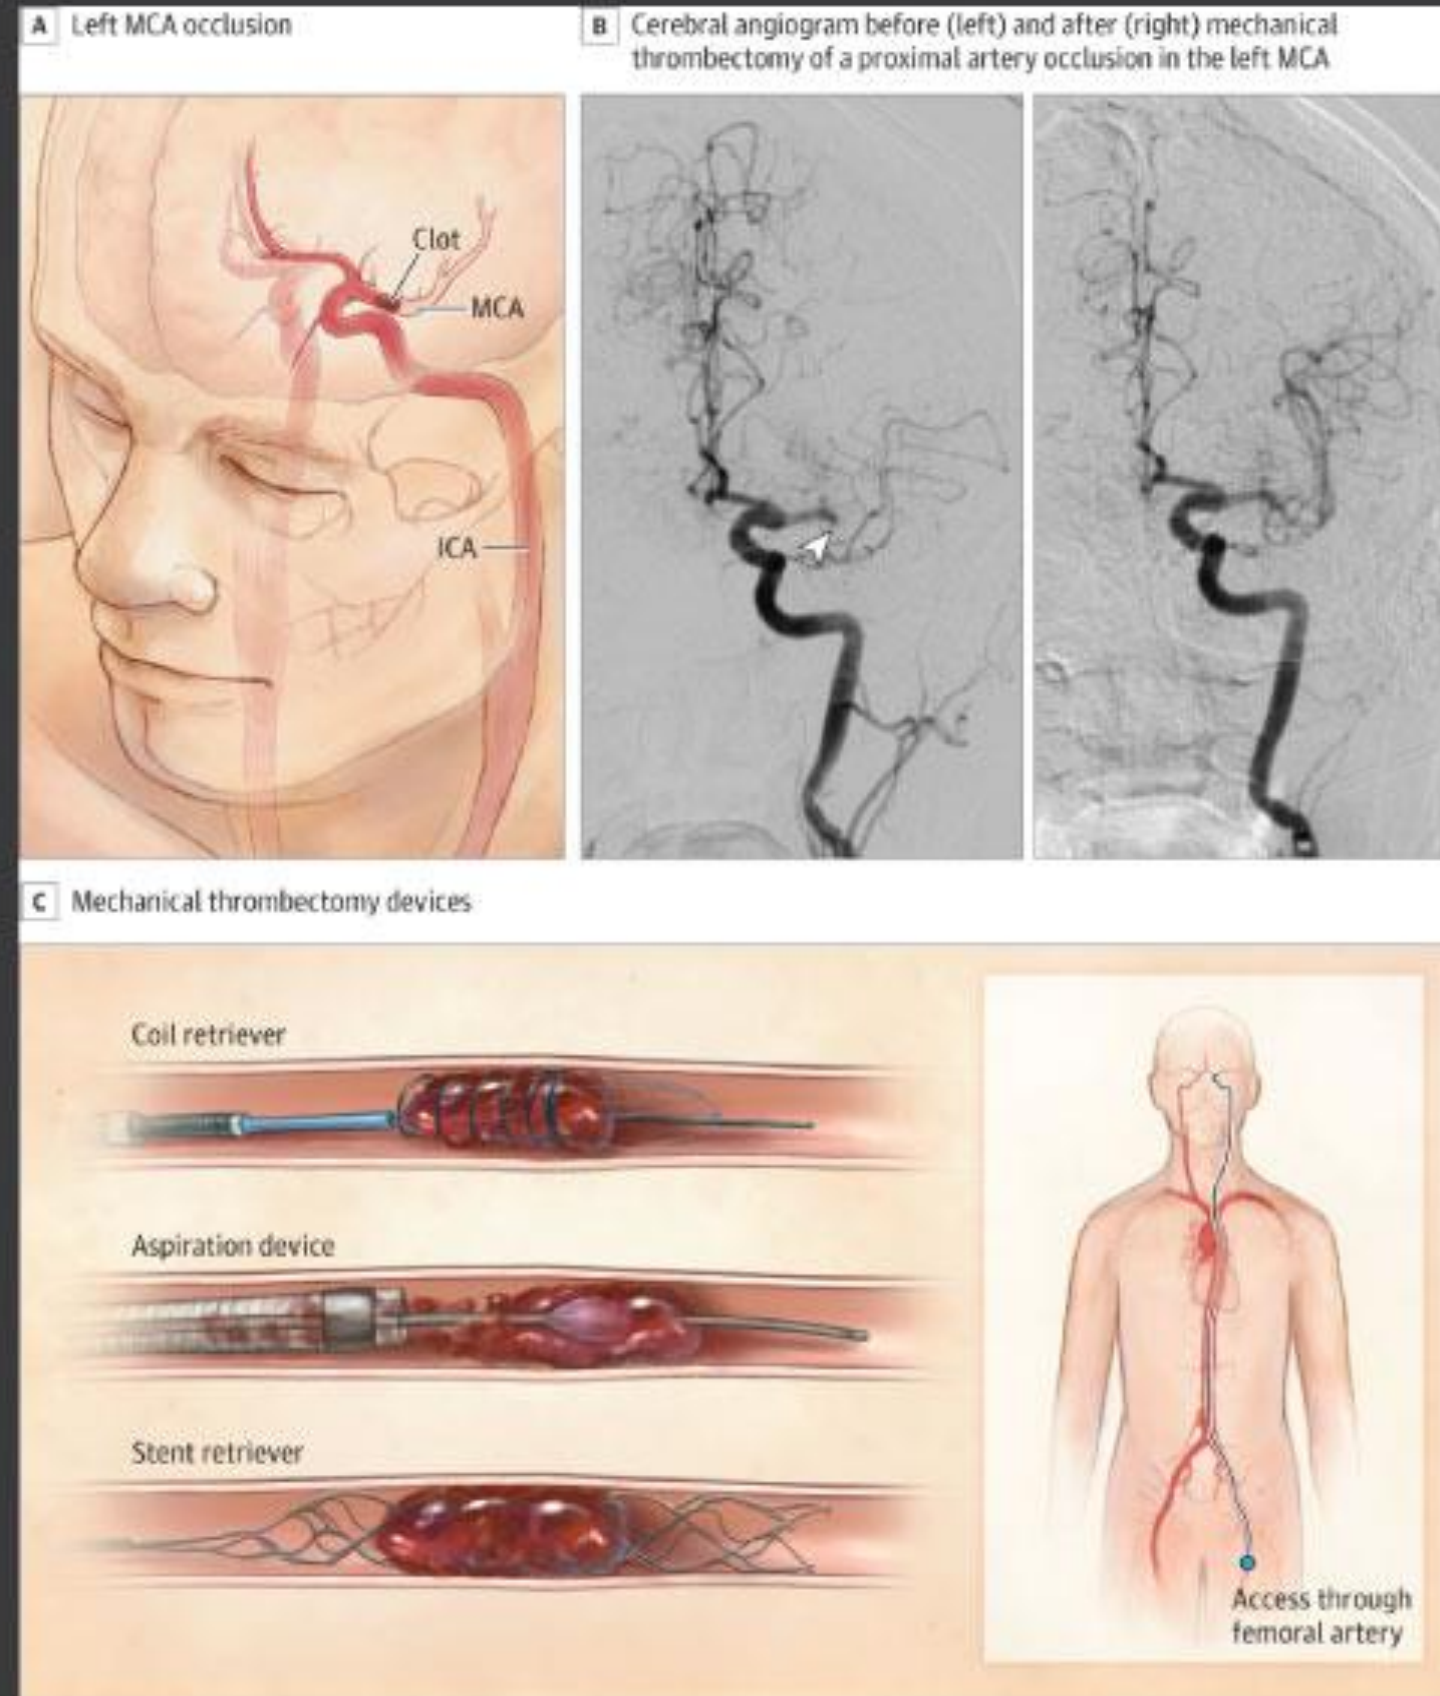 A Left MCA occlusion
B Cerebral angiogram before (left) and after (right) mechanical
thrombectomy of a proximal artery occlusion in the left MCA
Clot
MCA
ICA
C Mechanical thrombectomy devices
Coil retriever
Aspiration device
Stent retriever
Access through
femoral artery